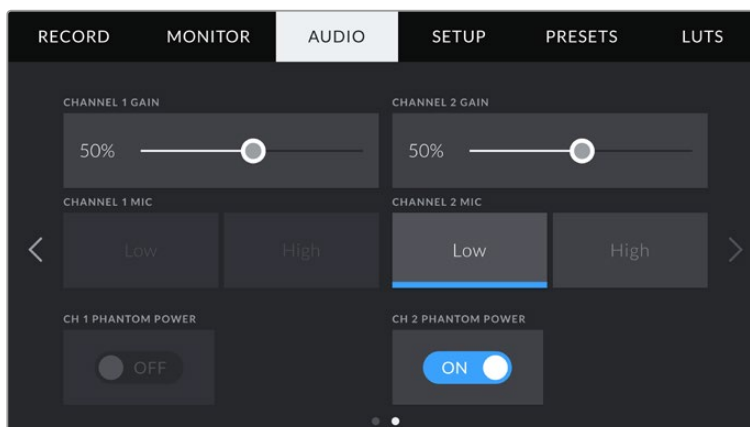 RECORD MONITOR AUDIO SETUP PRESETS LUTS
CHANNEL 1 GAIN CHANNEL 2 GAIN
50% 50%
CHANNEL 1 MIC CHANNEL 2 MIC
Low High Low High
CH 1 PHANTOM POWER CH 2 PHANTOM POWER
OFF ON